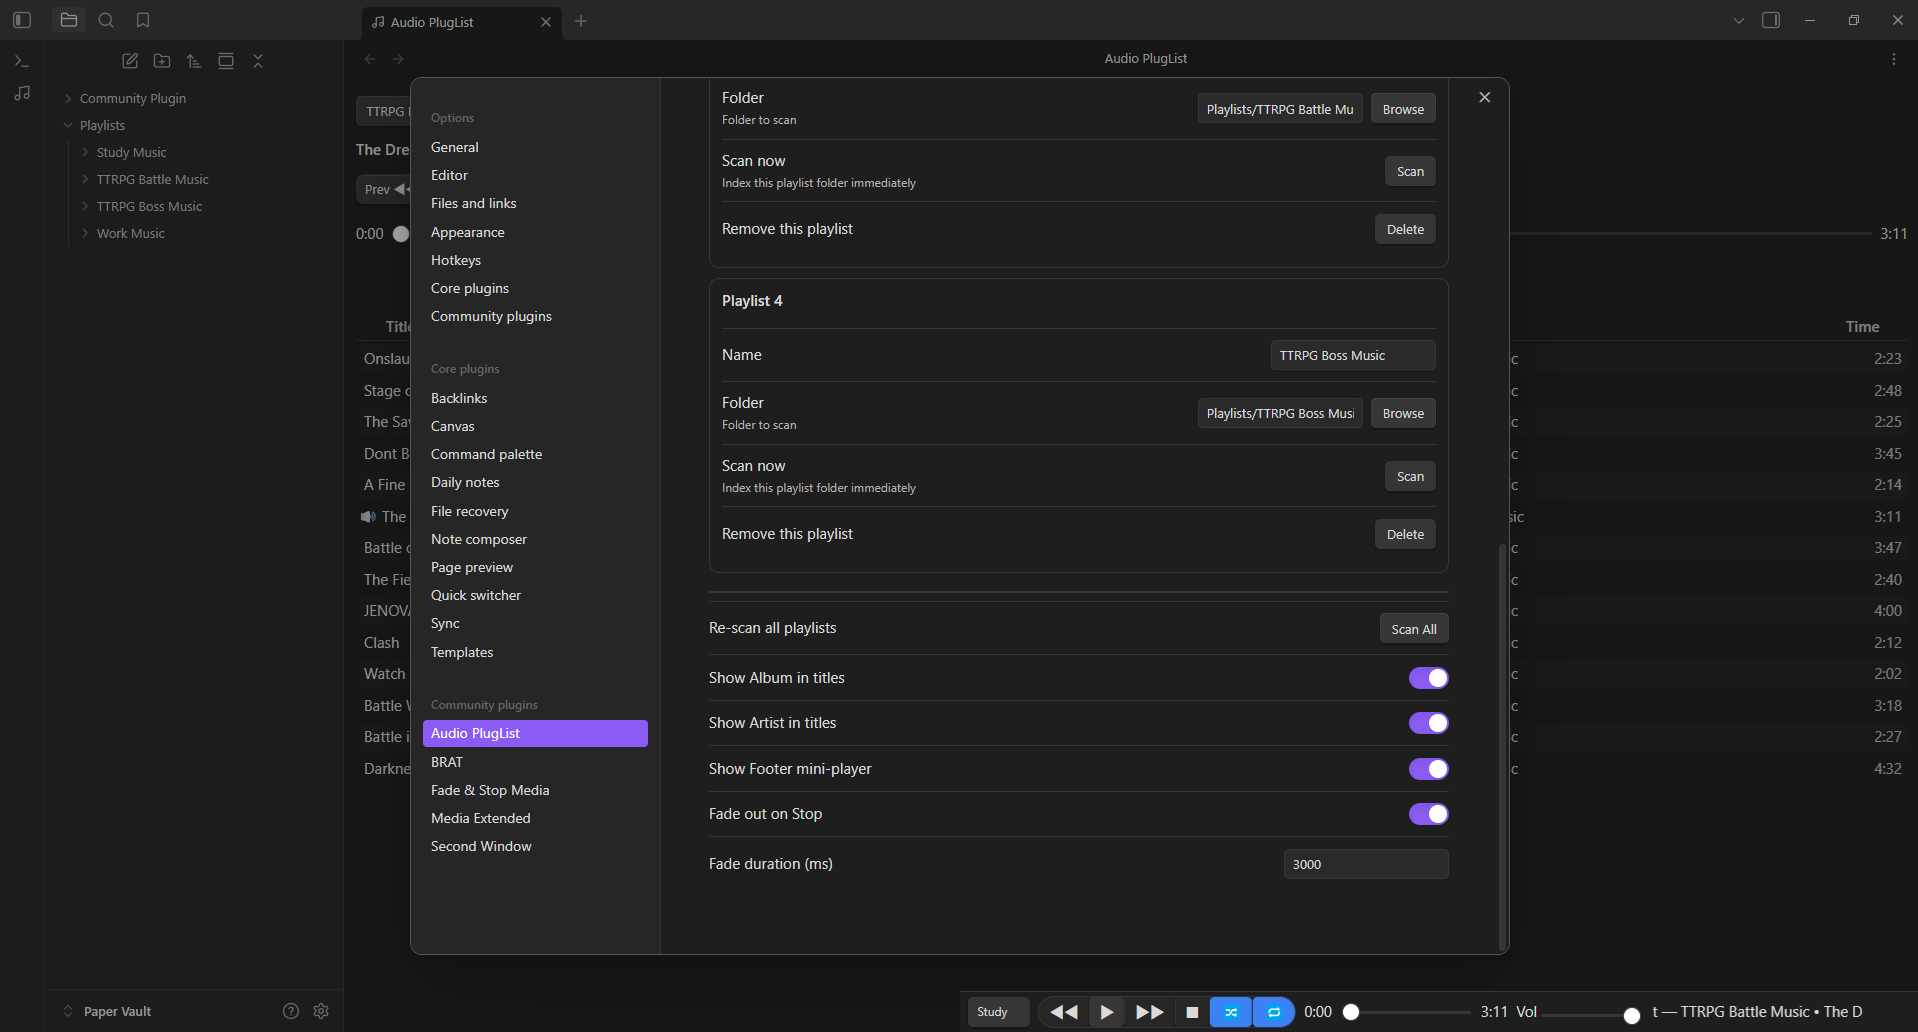 Audio PlugList
Audio PlugList
Community Plugin
Playlists
Study Music
TTRPG Battle Music
TTRPG Boss Music
Work Music
Paper Vault
TTRPG
The Dre
Prev
0:00
3:11
Title
Time
Onslau
2:23
Stage
2:48
The Sa
2:25
Dont B
3:45
A Fine
2:14
The
3:11
Battle
3:47
The Fie
2:40
JENOVA
4:00
Clash
2:12
Watch
2:02
Battle
3:18
Battle i
2:27
Darkne
4:32
Options
General
Editor
Files and links
Appearance
Hotkeys
Core plugins
Community plugins
Core plugins
Backlinks
Canvas
Command palette
Daily notes
File recovery
Note composer
Page preview
Quick switcher
Sync
Templates
Community plugins
Audio PlugList
BRAT
Fade & Stop Media
Media Extended
Second Window
Folder
Folder to scan
Playlists/TTRPG Battle Mu
Browse
Scan now
Index this playlist folder immediately
Scan
Remove this playlist
Delete
Playlist 4
Name
TTRPG Boss Music
Folder
Folder to scan
Playlists/TTRPG Boss Musi
Browse
Scan now
Index this playlist folder immediately
Scan
Remove this playlist
Delete
Re-scan all playlists
Scan All
Show Album in titles
Show Artist in titles
Show Footer mini-player
Fade out on Stop
Fade duration (ms)
3000
Study
0:00
3:11 Vol
t — TTRPG Battle Music • The D